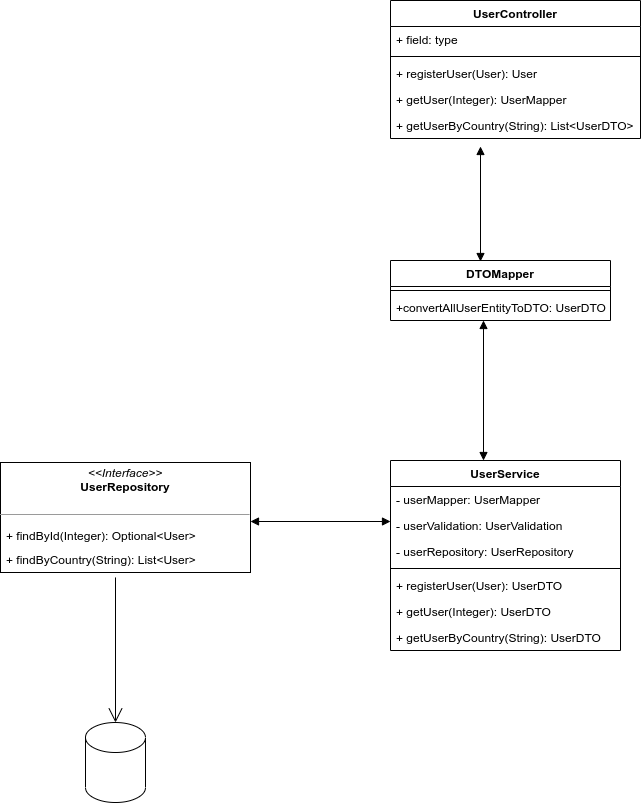 UserController
+ field: type
+ registerUser(User): User
+ getUser(Integer): UserMapper
+ getUserByCountry(String): List<UserDTO>
DTOMapper
+convertAllUserEntityToDTO: UserDTO
<<Interface>>
UserRepository
+ findById(Integer): Optional<User>
+ findByCountry(String): List<User>
UserService
- userMapper: UserMapper
- userValidation: UserValidation
- userRepository: UserRepository
+ registerUser(User): UserDTO
+ getUser(Integer): UserDTO
+ getUserByCountry(String): UserDTO